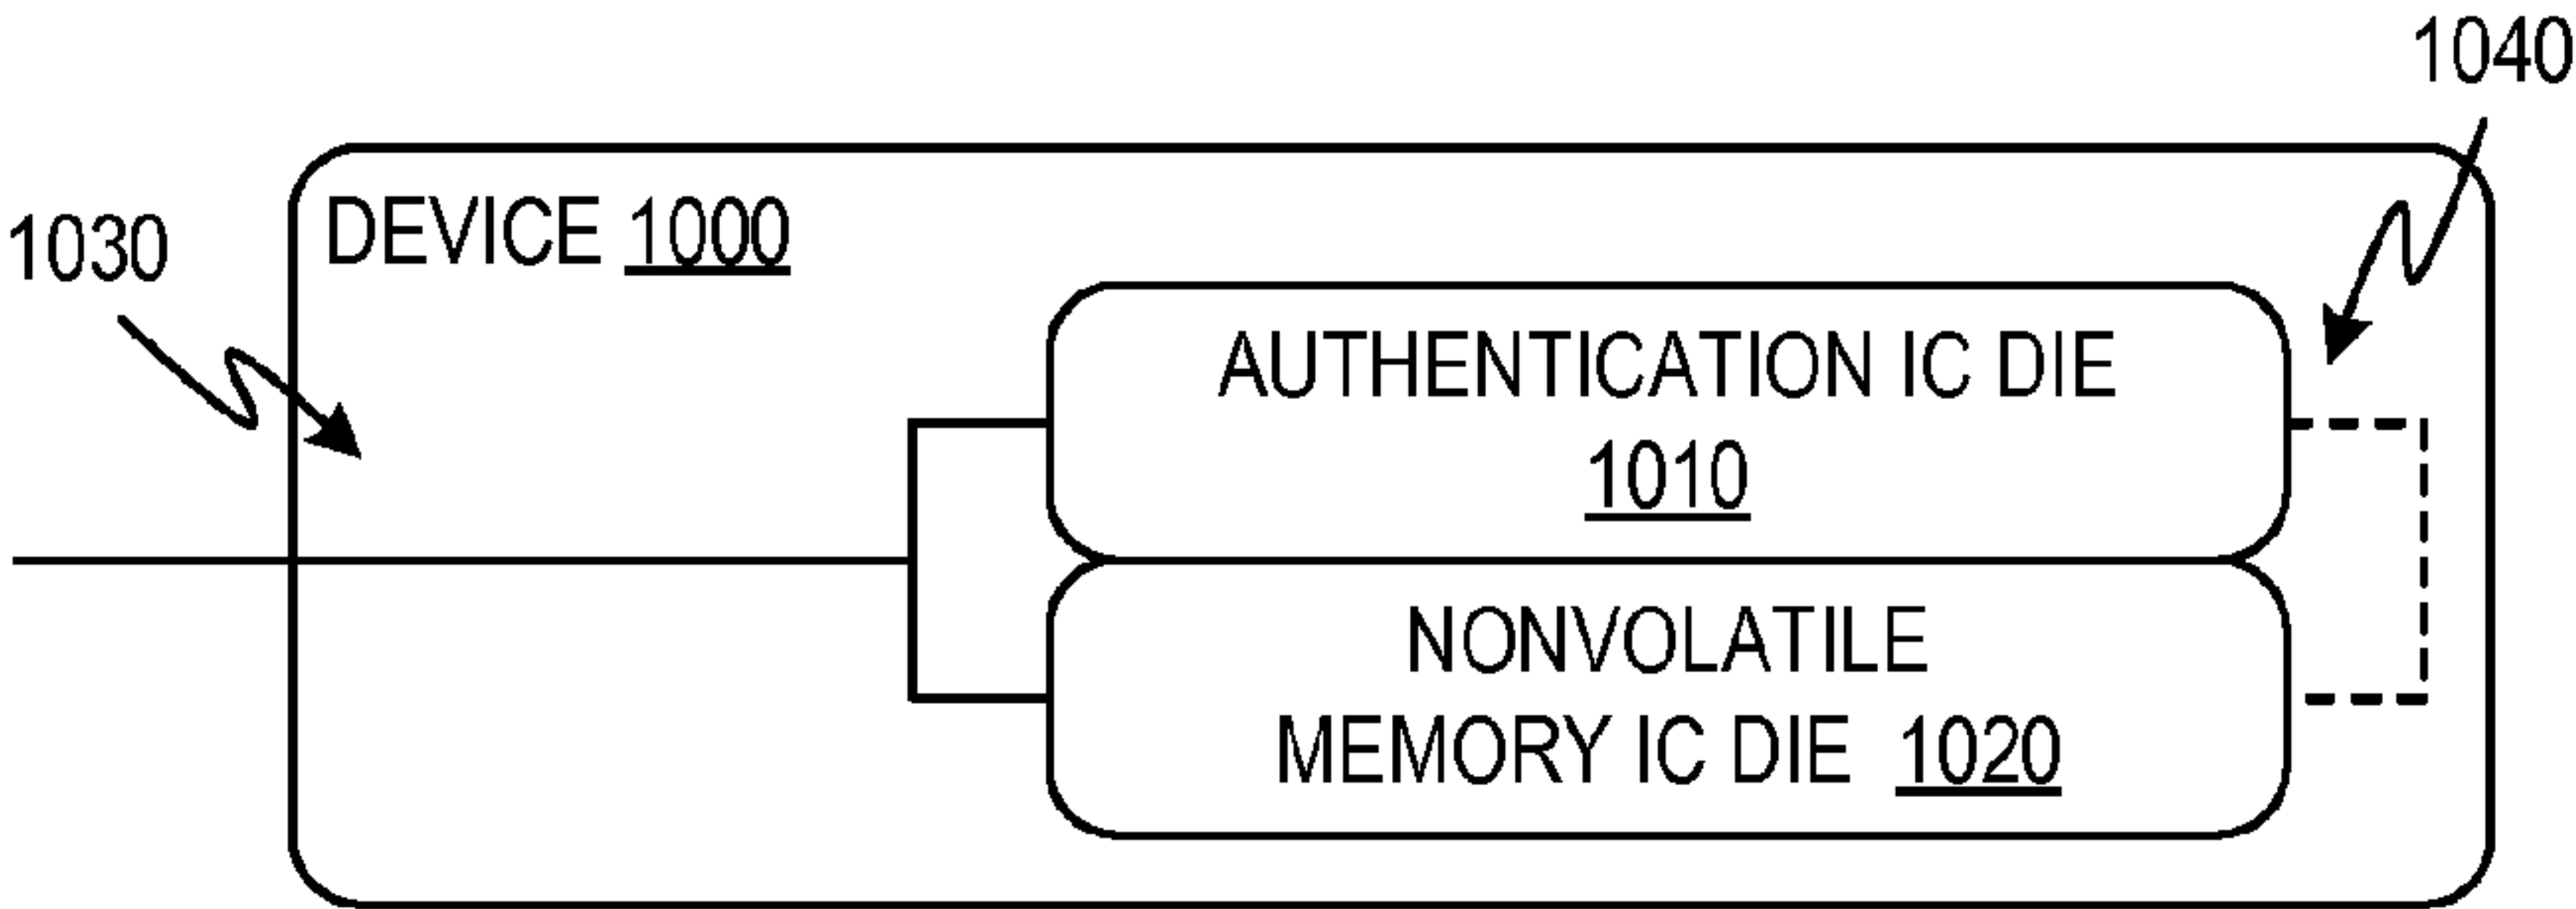 1040
1030
DEVICE 1000
AUTHENTICATION IC DIE
1010
NONVOLATILE
MEMORY IC DIE 1020